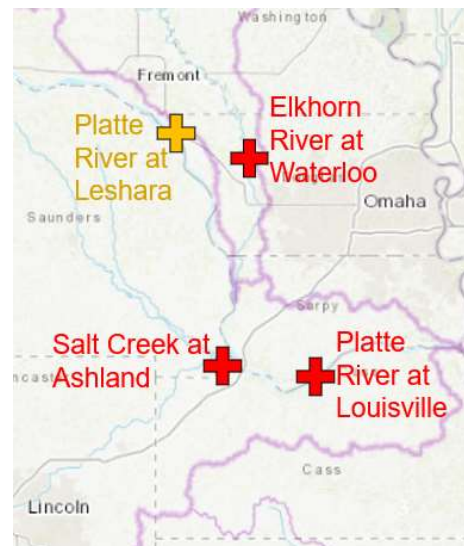 Washington
Fremont
Elkhorn
River at
Waterloo
Platte
River at
Leshara
Omaha
Saunders
Sarpy
Salt Creek at
Ashland
Platte
River at
Louisville
Cass
Lincoln